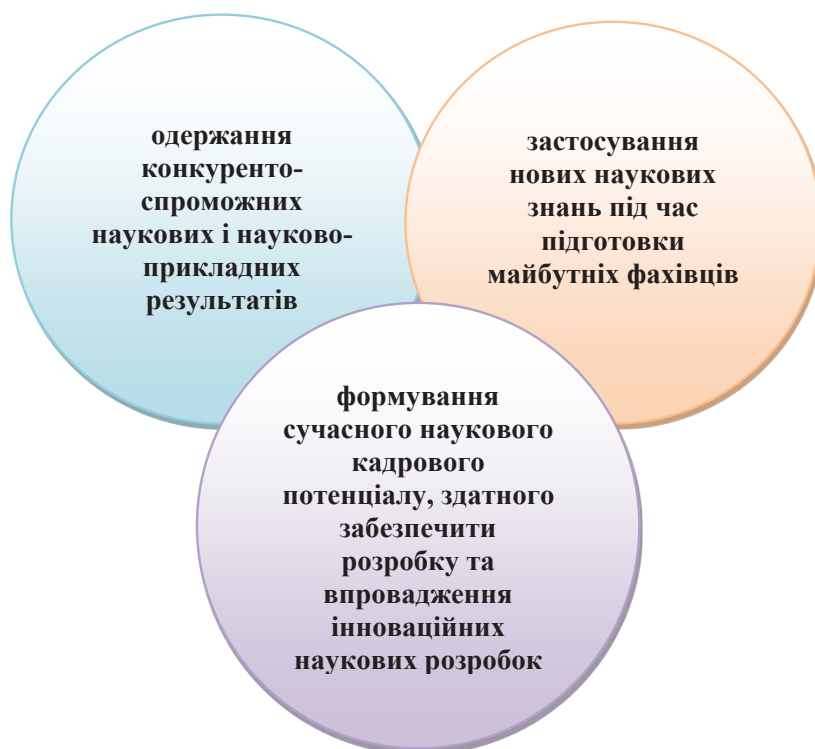 одержання
конкуренто-
спроможних
наукових і науково-
прикладних
результатів
застосування
нових наукових
знань під час
підготовки
майбутніх фахівців
формування
сучасного наукового
кадрового
потенціалу, здатного
забезпечити
розробку та
впровадження
інноваційних
наукових розробок